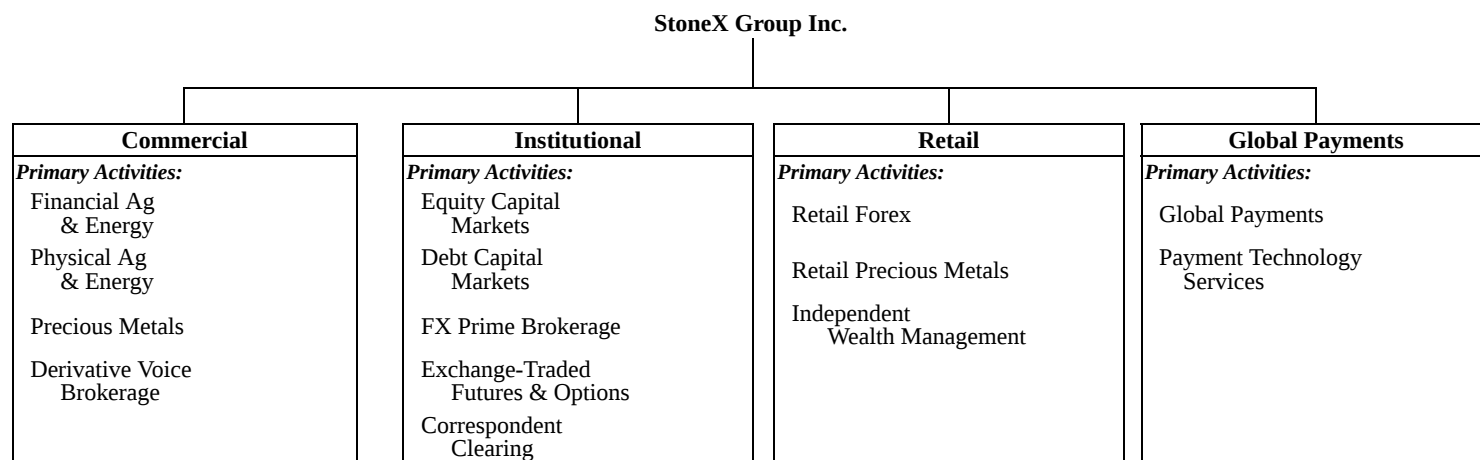 StoneX Group Inc.
Commercial
Primary Activities:
Financial Ag
& Energy
Physical Ag
& Energy
Precious Metals
Derivative Voice
Brokerage
Institutional
Primary Activities:
Equity Capital
Markets
Debt Capital
Markets
FX Prime Brokerage
Exchange-Traded
Futures & Options
Correspondent
Clearing
Retail
Primary Activities:
Retail Forex
Retail Precious Metals
Independent
Wealth Management
Global Payments
Primary Activities:
Global Payments
Payment Technology
Services